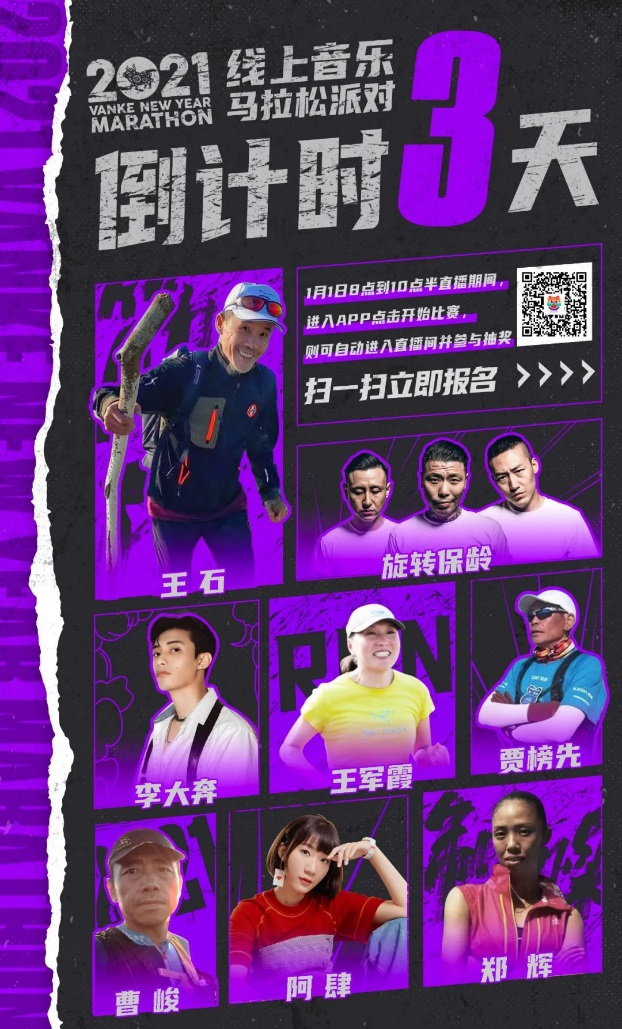 2021
VANKE NEW YEAR
MARATHON
线上音乐
马拉松派对
倒计时3天
1月1日8点到10点半直播期间，
进入APP点击开始比赛，
则可自动进入直播间并参与抽奖
扫一扫立即报名 >>>>
王石
旋转保龄
RUN
李大奔
王军霞
贾榜先
曹峻
阿肆
郑辉